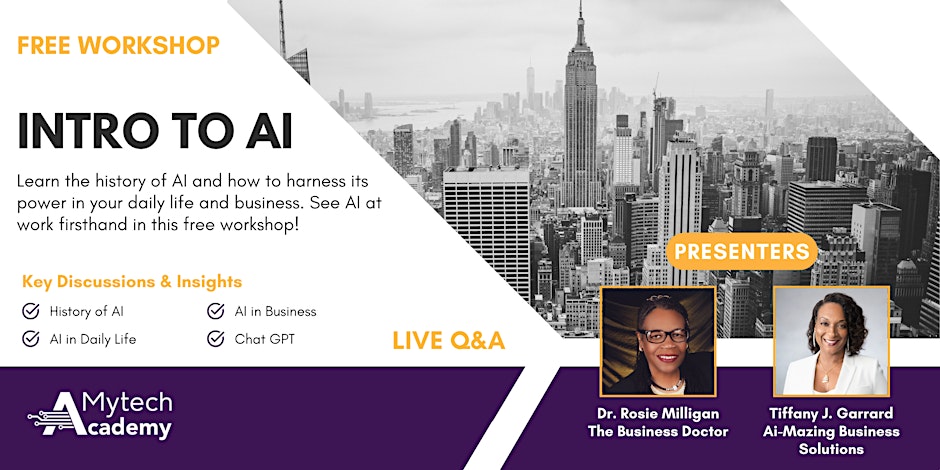 FREE WORKSHOP
INTRO TO AI
Learn the history of AI and how to harness its
power in your daily life and business. See AI at
work firsthand in this free workshop!
Key Discussions & Insights
History of AI
AI in Business
AI in Daily Life
Chat GPT
LIVE Q&A
PRESENTERS
Dr. Rosie Milligan
The Business Doctor
Tiffany J. Garrard
Ai-Mazing Business
Solutions
Mytech
Academy